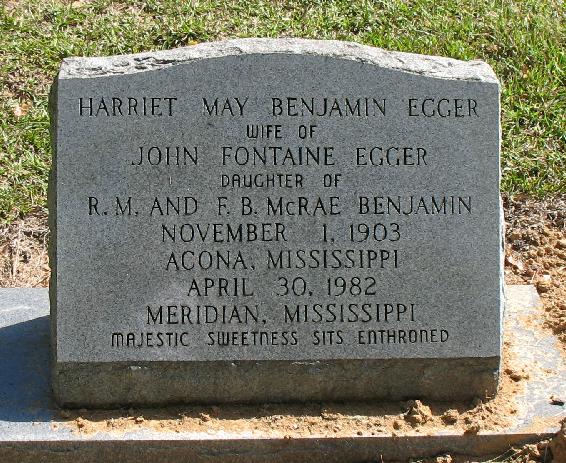 HARRIET MAY BENJAMIN EGGER
WIFE OF
JOHN FONTAINE EGGER
DAUGHTER OF
R. M. AND F. B. McRAE BENJAMIN
NOVEMBER 1, 1903
ACONA, MISSISSIPPI
APRIL 30, 1982
MERIDIAN, MISSISSIPPI
MAJESTIC SWEETNESS SITS ENTHRONED